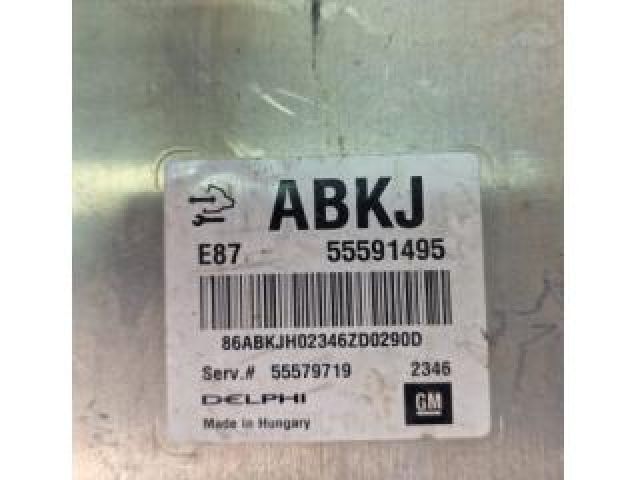 ABKJ
E87 55591495
86ABKJH02346ZD0290D
Serv.# 55579719 2346
DELPHI GM
Made in Hungary